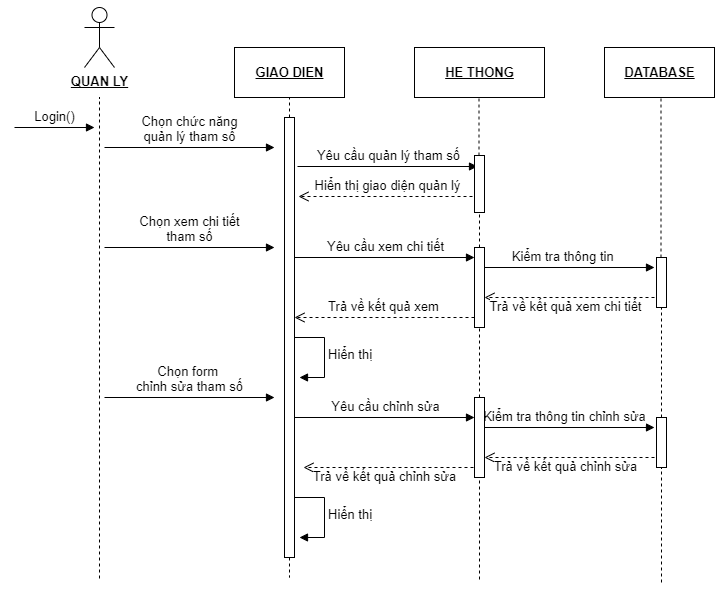 QUAN LY
GIAO DIEN
HE THONG
DATABASE
Login()
Chọn chức năng
quản lý tham số
Yêu cầu quản lý tham số
Hiển thị giao diện quản lý
Chọn xem chi tiết
tham số
Yêu cầu xem chi tiết
Kiểm tra thông tin
Trả về kết quả xem chi tiết
Trả về kết quả xem
Hiển thị
Chọn form
chỉnh sửa tham số
Yêu cầu chỉnh sửa
Kiểm tra thông tin chỉnh sửa
Trả về kết quả chỉnh sửa
Trả về kết quả chỉnh sửa
Hiển thị